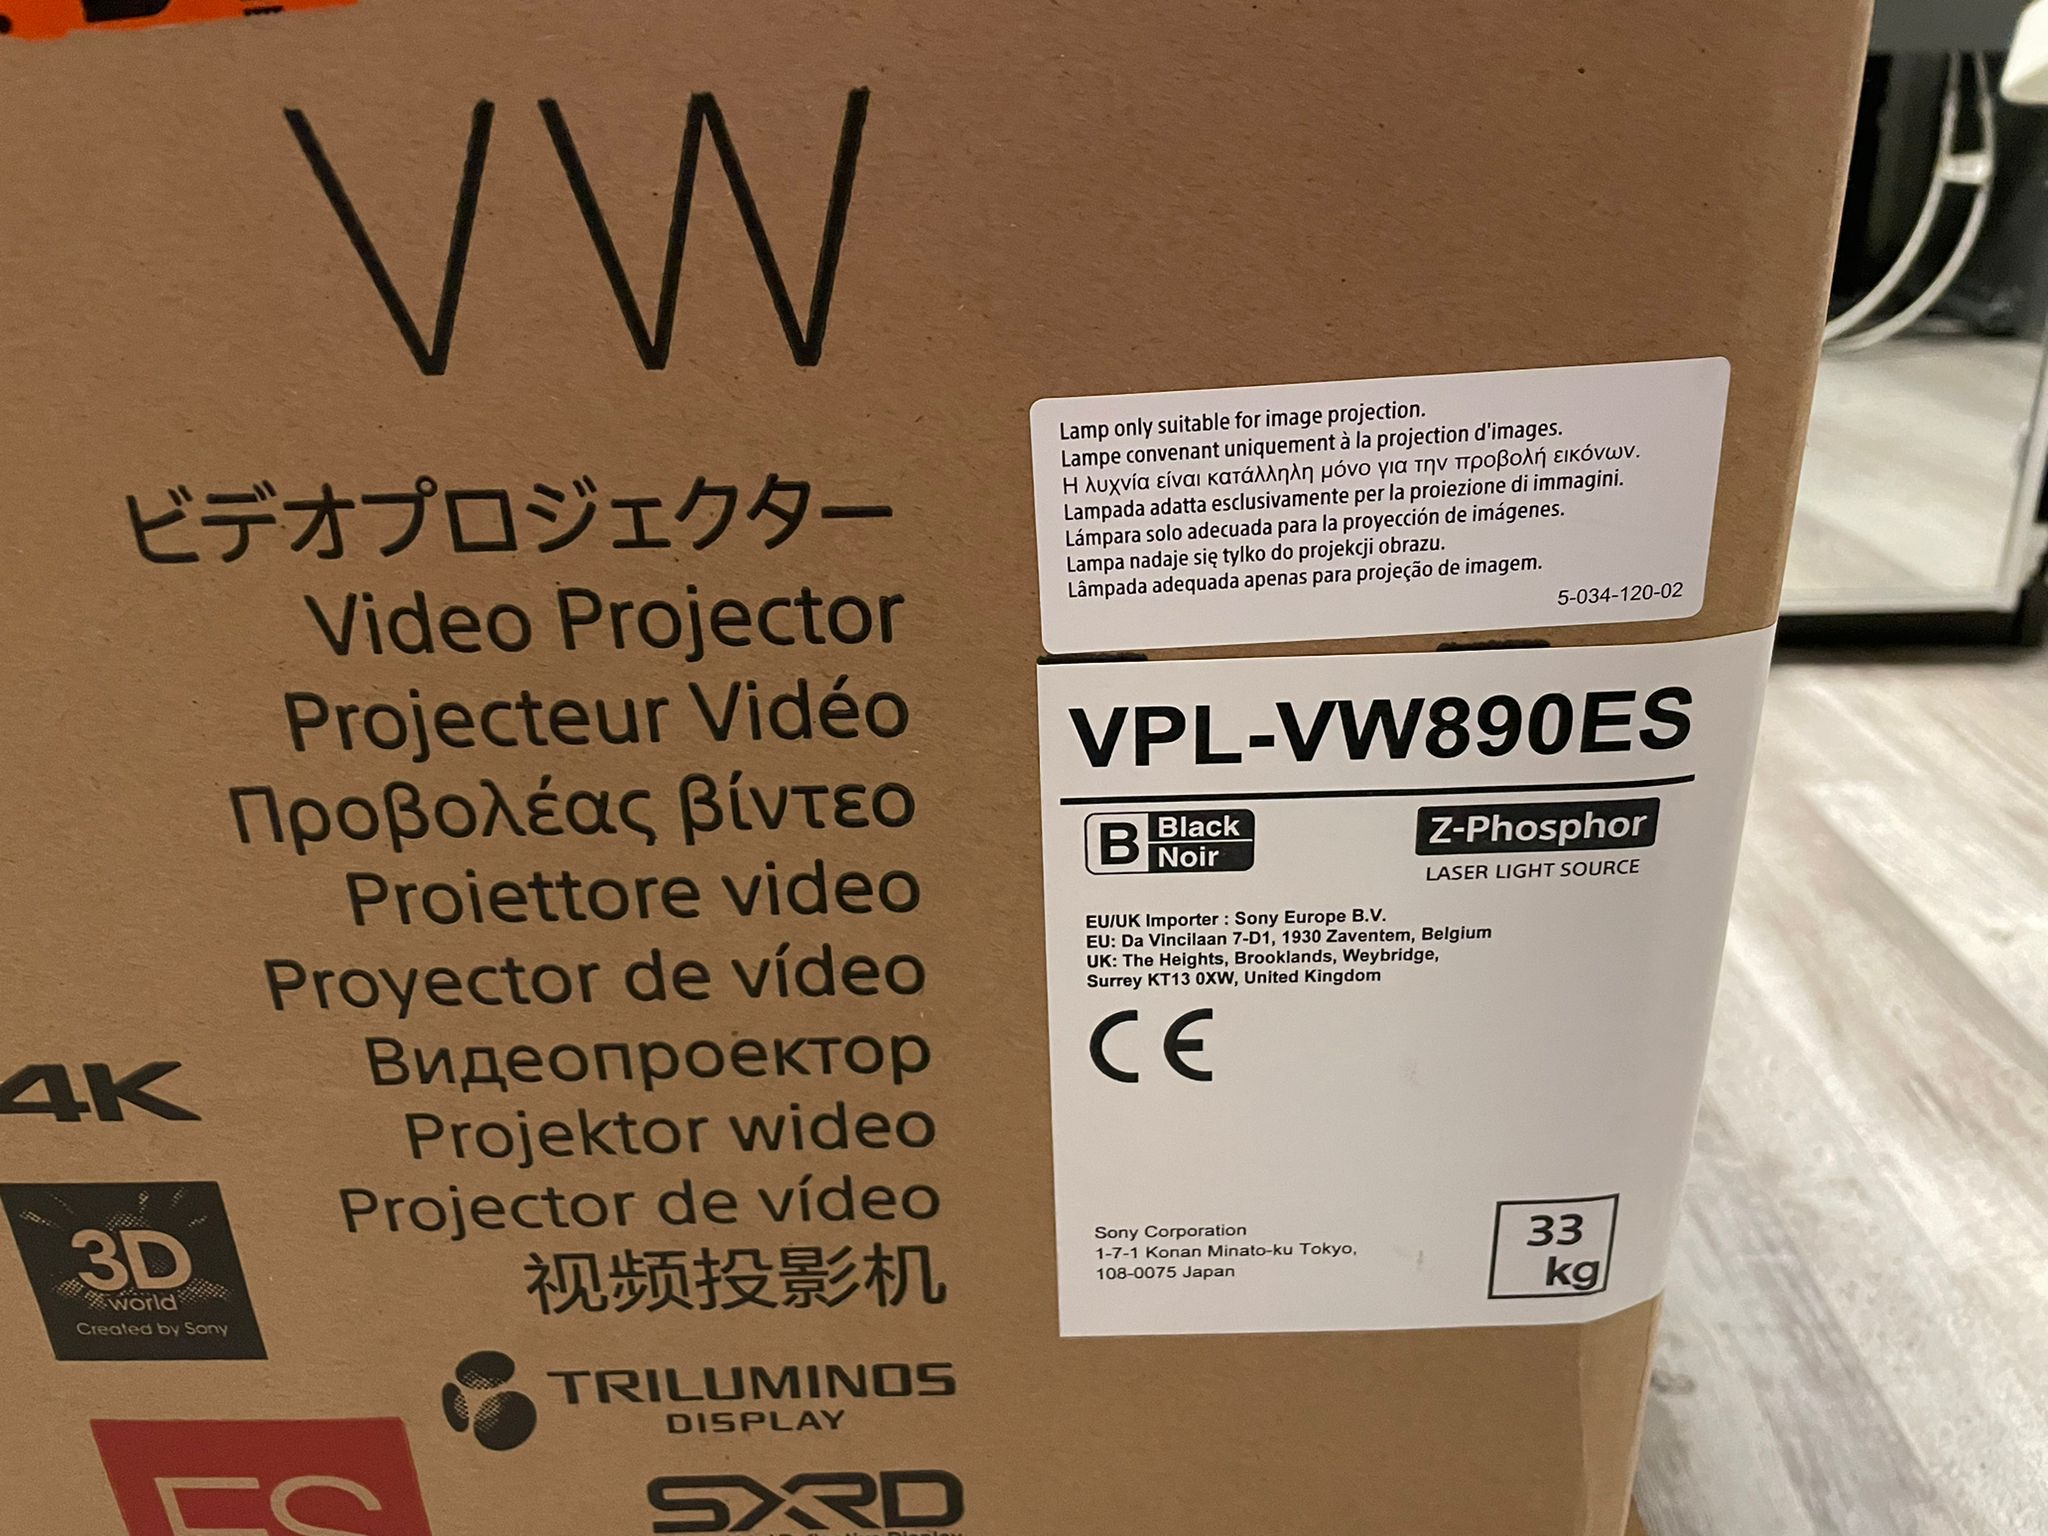 VW
ビデオプロジェクター
Video Projector
Projecteur Vidéo
Προβολέας βίντεο
Proiettore video
Proyector de vídeo
Видеопроектор
Projektor wideo
Projector de vídeo
视频投影机
4K
3D
world
Created by Sony
TRILUMINOS
DISPLAY
ES
SXRD
Lamp only suitable for image projection.
Lampe convenant uniquement à la projection d'images.
Η λυχνία είναι κατάλληλη μόνο για την προβολή εικόνων.
Lampada adatta esclusivamente per la proiezione di immagini.
Lámpara solo adecuada para la proyección de imágenes.
Lampa nadaje się tylko do projekcji obrazu.
Lâmpada adequada apenas para projeção de imagem.
5-034-120-02
VPL-VW890ES
B Black
Noir
Z-Phosphor
LASER LIGHT SOURCE
EU/UK Importer : Sony Europe B.V.
EU: Da Vincilaan 7-D1, 1930 Zaventem, Belgium
UK: The Heights, Brooklands, Weybridge,
Surrey KT13 0XW, United Kingdom
CE
Sony Corporation
1-7-1 Konan Minato-ku Tokyo,
108-0075 Japan
33
kg